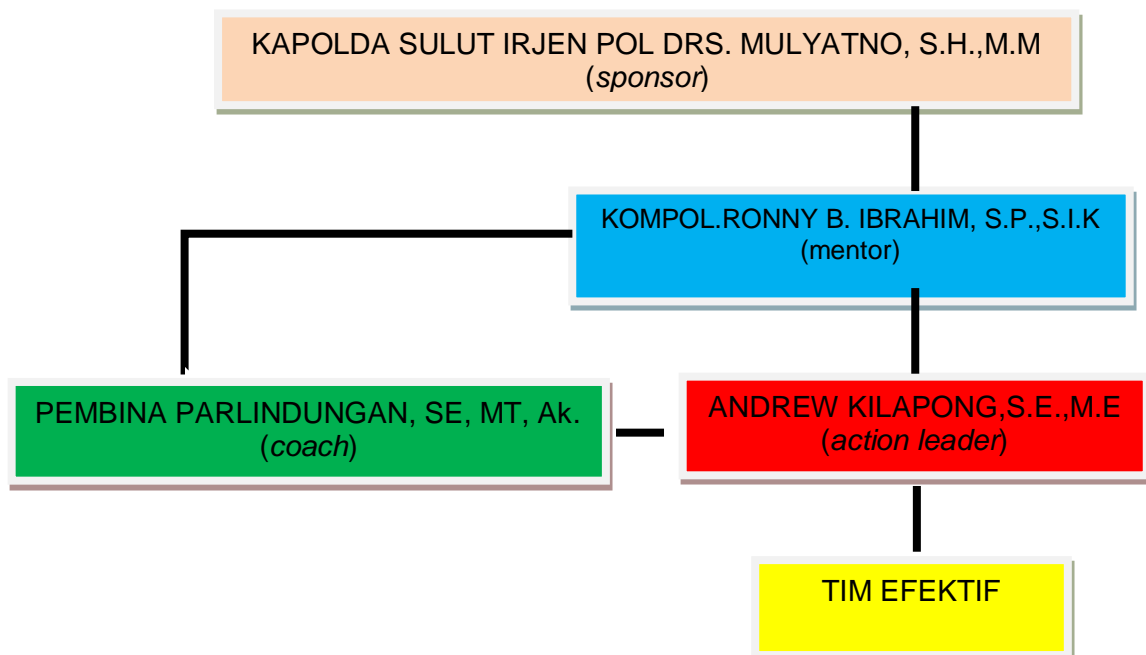 KAPOLDA SULUT IRJEN POL DRS. MULYATNO, S.H.,M.M
(sponsor)
KOMPOL.RONNY B. IBRAHIM, S.P.,S.I.K
(mentor)
PEMBINA PARLINDUNGAN, SE, MT, Ak.
(coach)
ANDREW KILAPONG,S.E.,M.E
(action leader)
TIM EFEKTIF